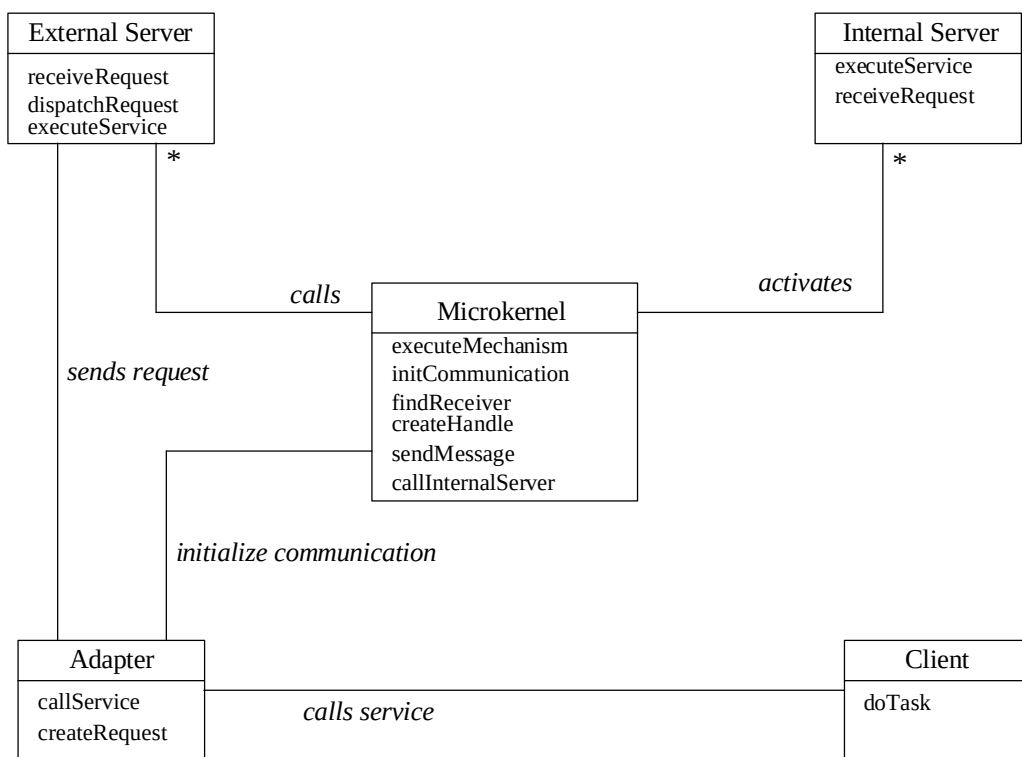 External Server
receiveRequest
dispatchRequest
executeService
*
Internal Server
executeService
receiveRequest
*
calls
activates
Microkernel
executeMechanism
initCommunication
findReceiver
createHandle
sendMessage
callInternalServer
sends request
initialize communication
Adapter
callService
createRequest
calls service
Client
doTask